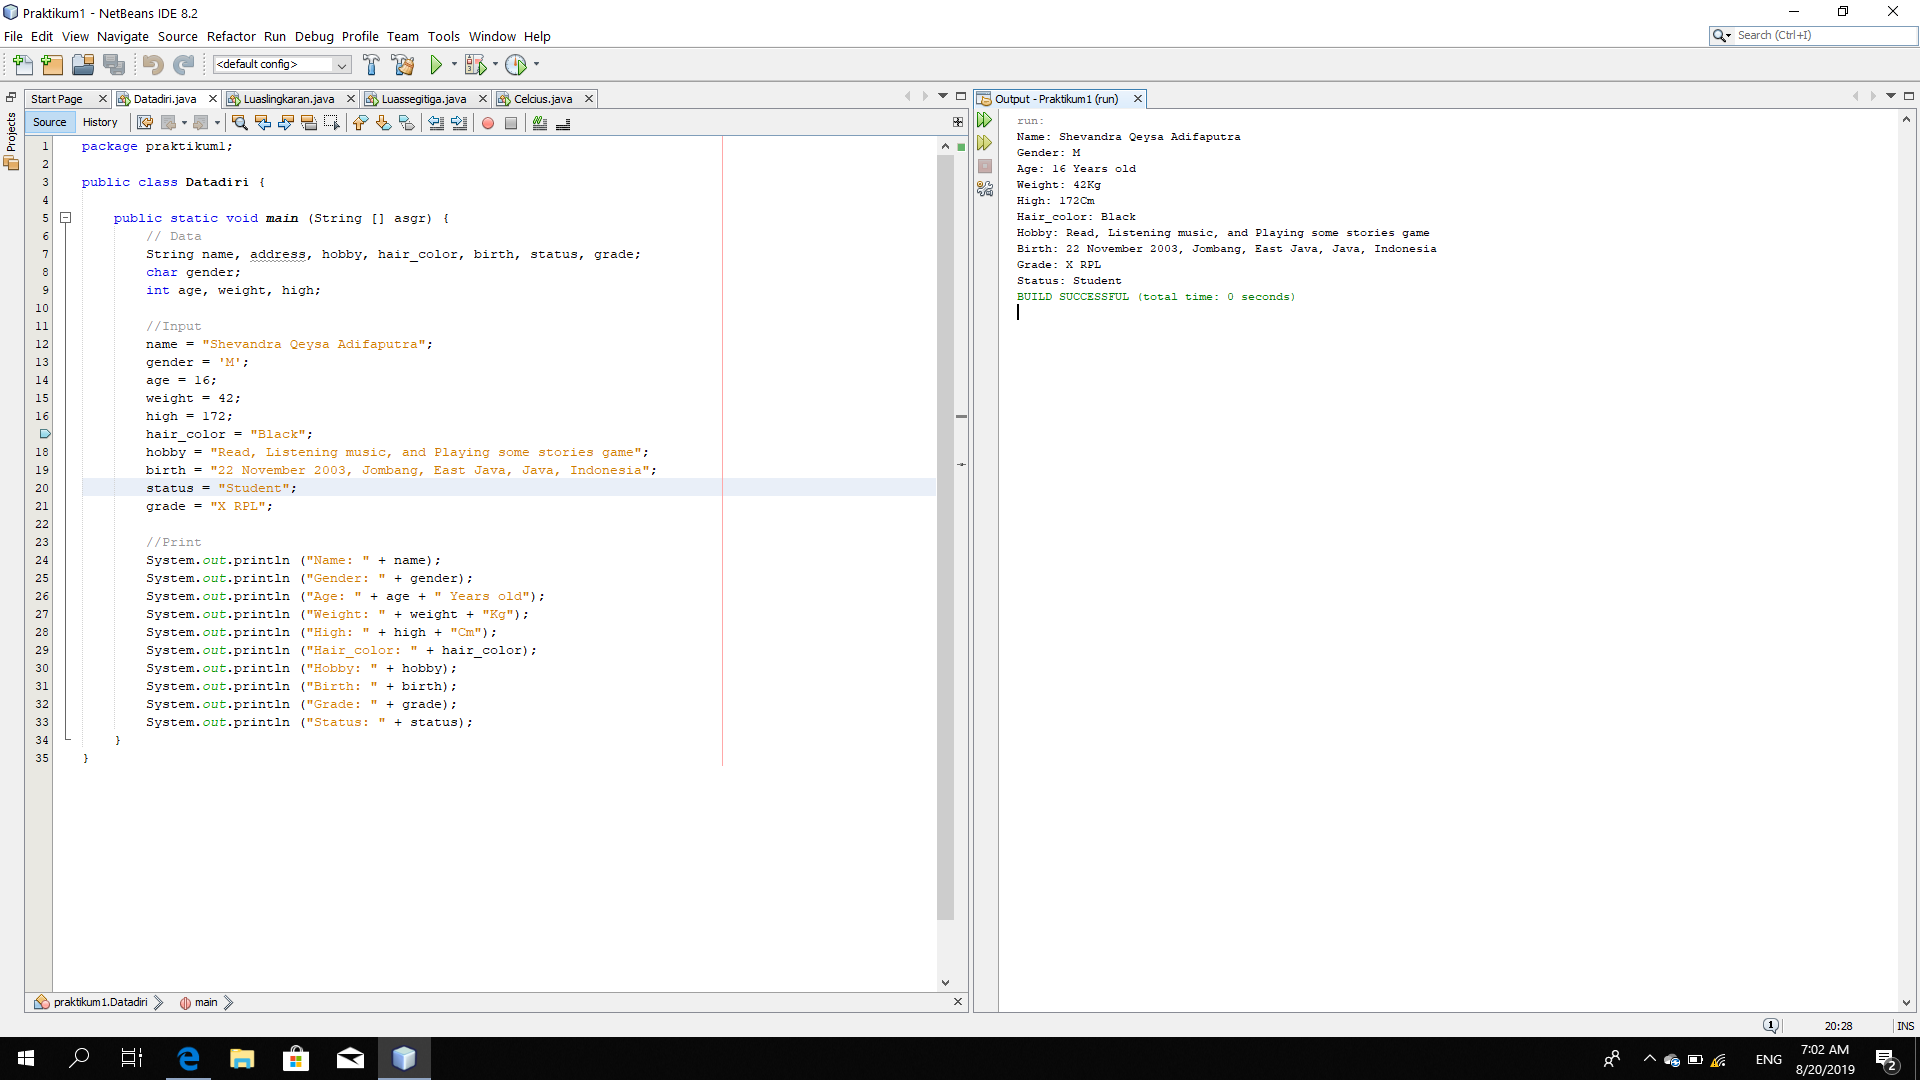 Praktikum1 - NetBeans IDE 8.2
File Edit View Navigate Source Refactor Run Debug Profile Team Tools Window Help
Search (Ctrl+I)
<default config>
Projects
Start Page Datadiri.java Luaslingkaran.java Luassegitiga.java Celcius.java
Source History
1 package praktikum1;
2
3 public class Datadiri {
4
5 public static void main (String [] asgr) {
6 // Data
7 String name, address, hobby, hair_color, birth, status, grade;
8 char gender;
9 int age, weight, high;
10
11 //Input
12 name = "Shevandra Qeysa Adifaputra";
13 gender = 'M';
14 age = 16;
15 weight = 42;
16 high = 172;
hair_color = "Black";
18 hobby = "Read, Listening music, and Playing some stories game";
19 birth = "22 November 2003, Jombang, East Java, Java, Indonesia";
20 status = "Student";
21 grade = "X RPL";
22
23 //Print
24 System.out.println ("Name: " + name);
25 System.out.println ("Gender: " + gender);
26 System.out.println ("Age: " + age + " Years old");
27 System.out.println ("Weight: " + weight + "Kg");
28 System.out.println ("High: " + high + "Cm");
29 System.out.println ("Hair_color: " + hair_color);
30 System.out.println ("Hobby: " + hobby);
31 System.out.println ("Birth: " + birth);
32 System.out.println ("Grade: " + grade);
33 System.out.println ("Status: " + status);
34 }
35 }
praktikum1.Datadiri main
Output - Praktikum1 (run)
run:
Name: Shevandra Qeysa Adifaputra
Gender: M
Age: 16 Years old
Weight: 42Kg
High: 172Cm
Hair_color: Black
Hobby: Read, Listening music, and Playing some stories game
Birth: 22 November 2003, Jombang, East Java, Java, Indonesia
Grade: X RPL
Status: Student
BUILD SUCCESSFUL (total time: 0 seconds)
1 20:28 INS
ENG
7:02 AM
8/20/2019
2